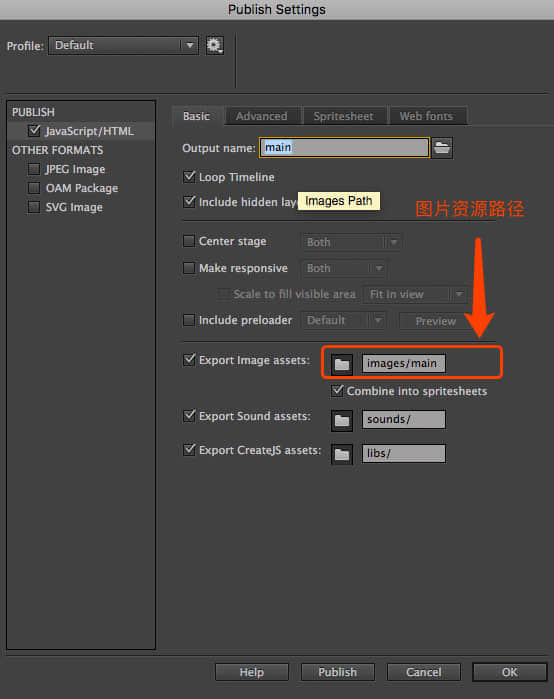 Publish Settings
Profile: Default
PUBLISH
JavaScript/HTML
OTHER FORMATS
JPEG Image
OAM Package
SVG Image
Basic Advanced Spritesheet Web fonts
Output name: main
Loop Timeline
Include hidden lay
Images Path
图片资源路径
Center stage Both
Make responsive Both
Scale to fill visible area Fit in view
Include preloader Default Preview
Export Image assets: images/main
Combine into spritesheets
Export Sound assets: sounds/
Export CreateJS assets: libs/
Help Publish Cancel OK